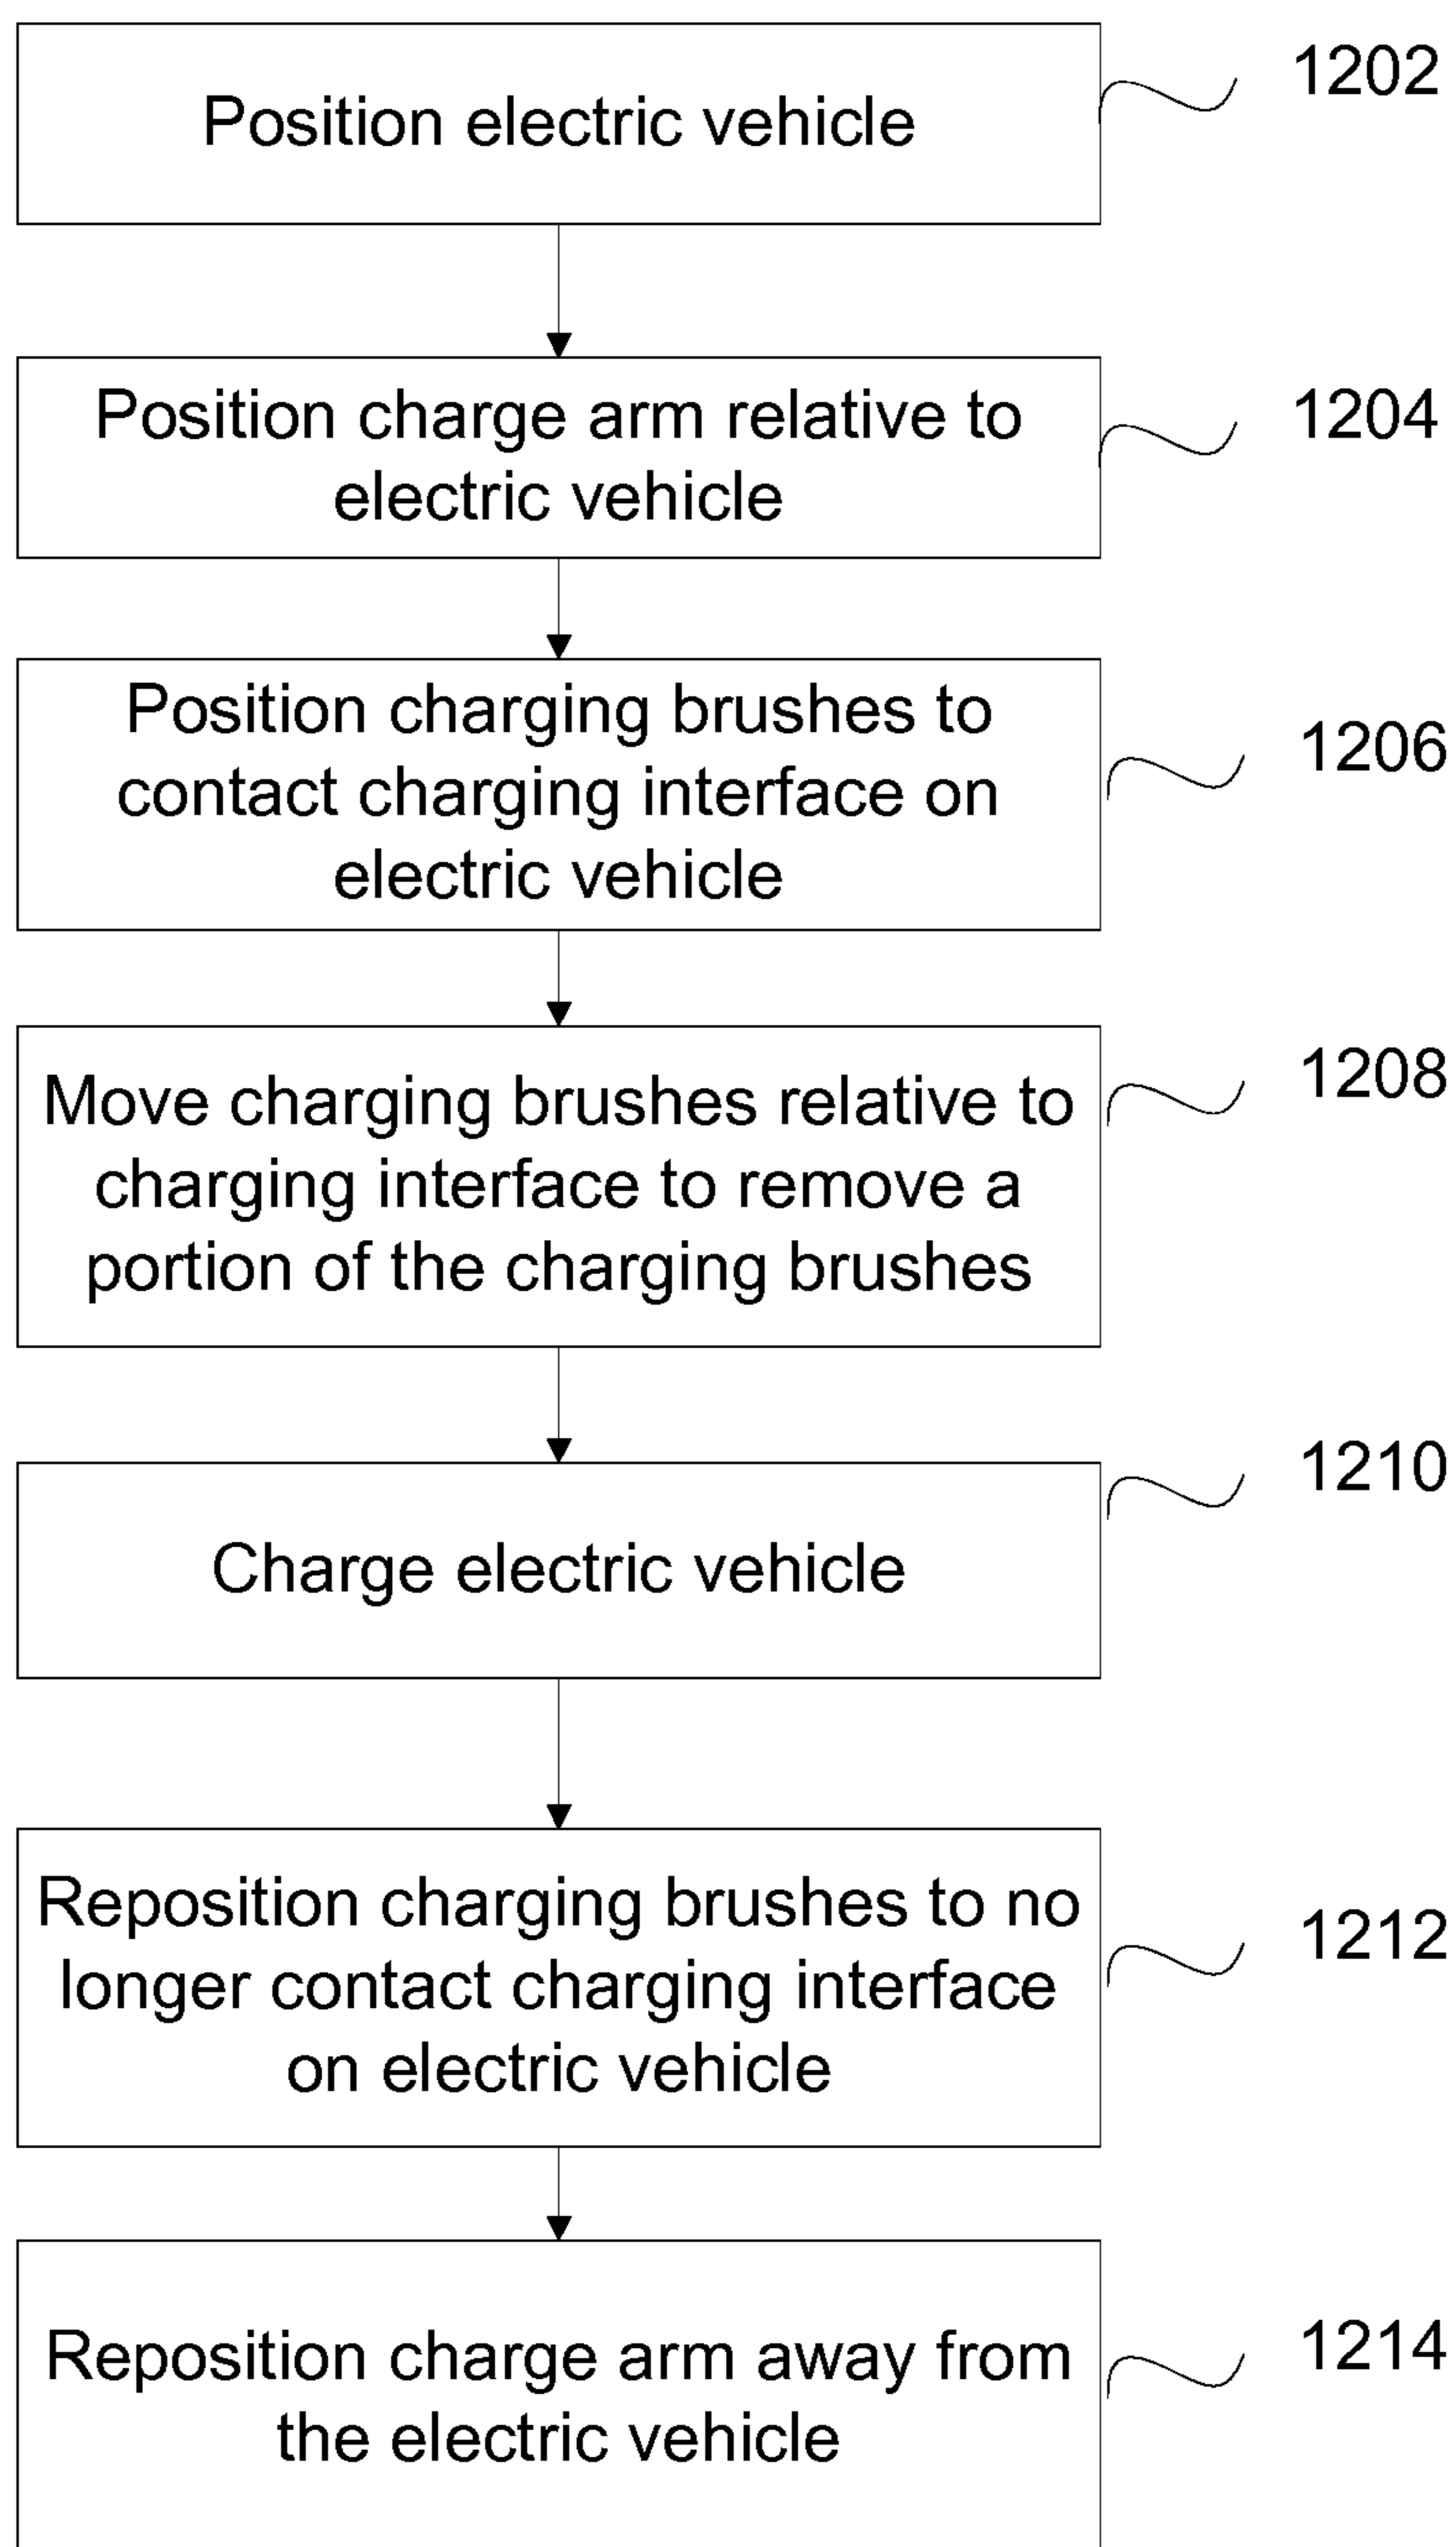 Position electric vehicle
1202
Position charge arm relative to
electric vehicle
1204
Position charging brushes to
contact charging interface on
electric vehicle
1206
Move charging brushes relative to
charging interface to remove a
portion of the charging brushes
1208
Charge electric vehicle
1210
Reposition charging brushes to no
longer contact charging interface
on electric vehicle
1212
Reposition charge arm away from
the electric vehicle
1214